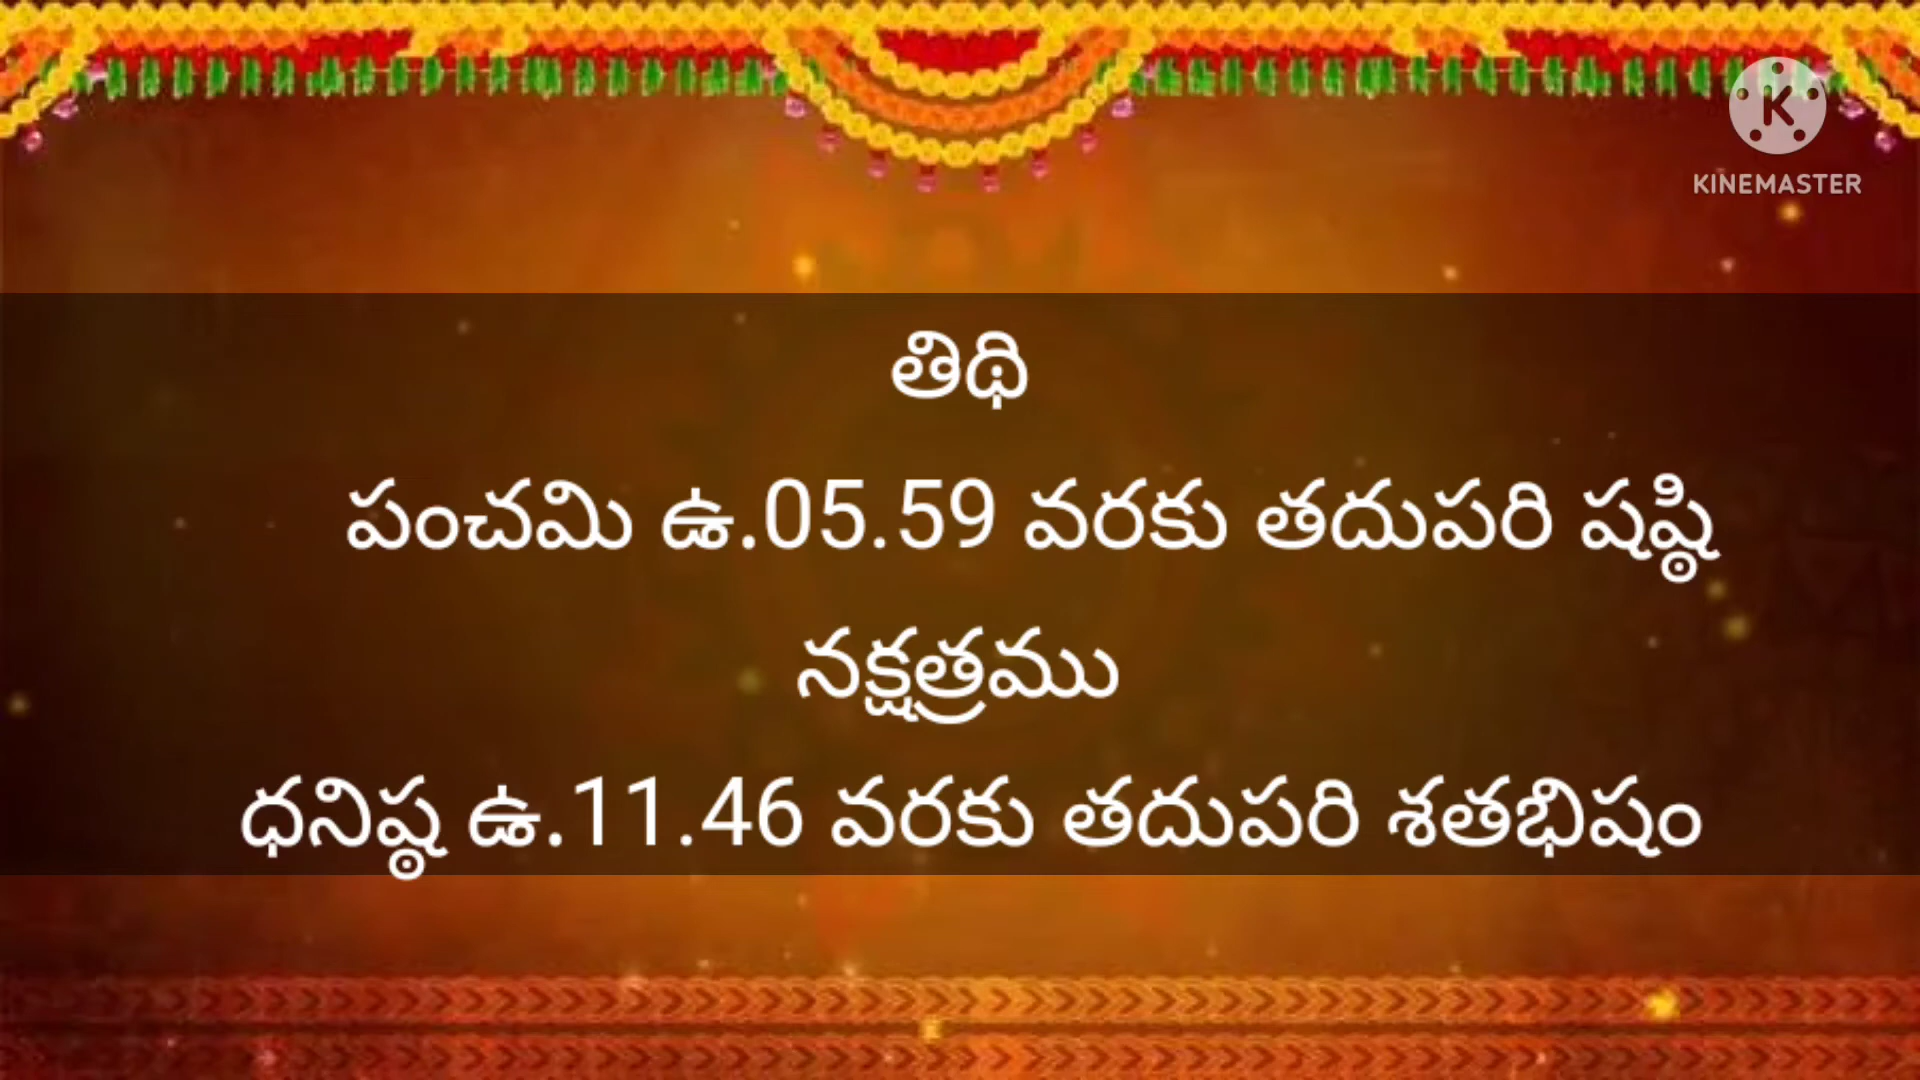 KINEMASTER
తిథి
పంచమి ఉ.05.59 వరకు తదుపరి షష్ఠి
నక్షత్రము
ధనిష్ఠ ఉ.11.46 వరకు తదుపరి శతభిషం